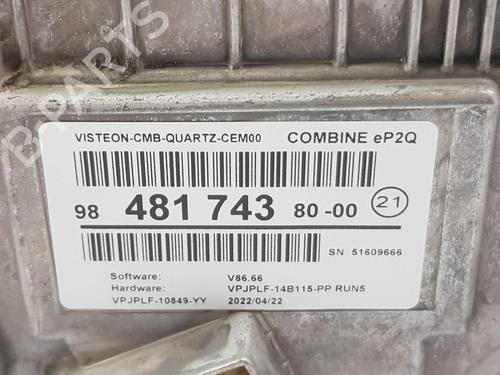 VISTEON-CMB-QUARTZ-CEM00 COMBINE eP2Q
98 481 743 80-00 21
SN 51609666
Software: V86.66
Hardware: VPJPLF-14B115-PP RUN5
VPJPLF-10849-YY 2022/04/22
B PARTS